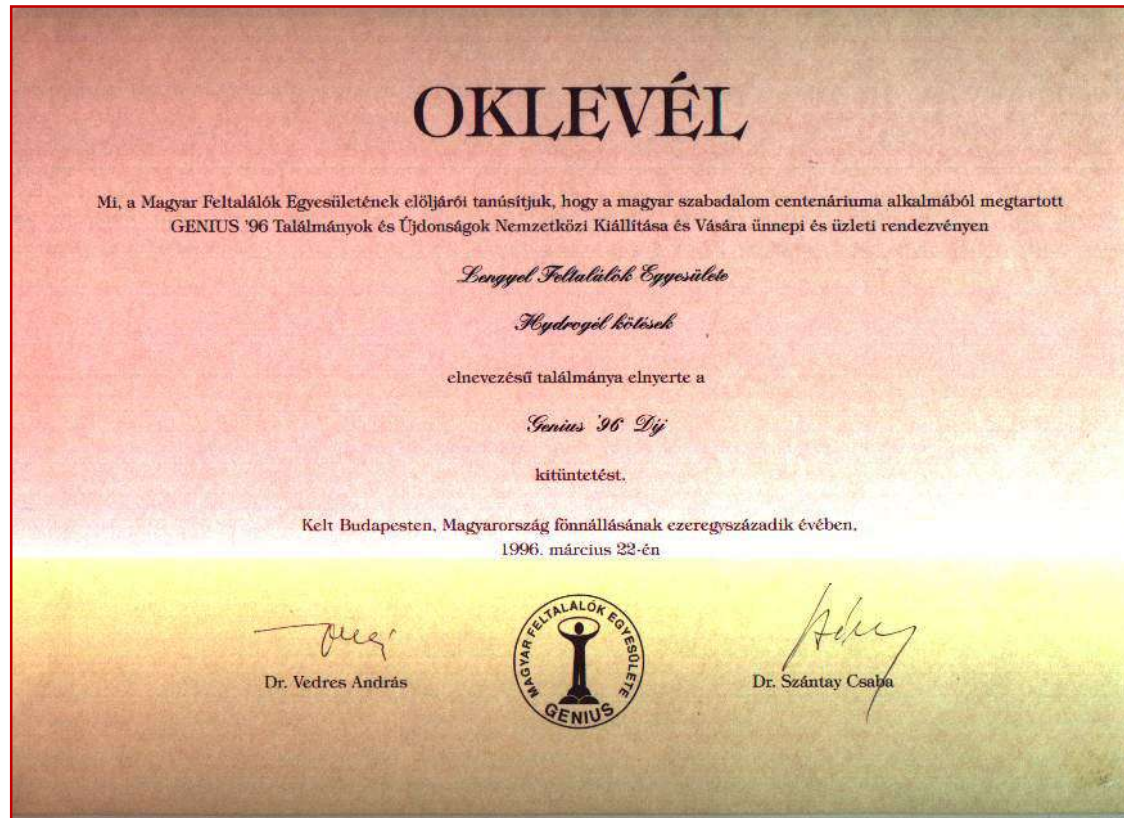 OKLEVÉL
Mi, a Magyar Feltalálók Egyesületének elöljárói tanúsítjuk, hogy a magyar szabadalom centenáriuma alkalmából megtartott
GENIUS '96 Találmányok és Újdonságok Nemzetközi Kiállítása és Vására ünnepi és üzleti rendezvényen
Lengyel Feltalálók Egyesülete
Hydrogél kötések
elnevezésű találmánya elnyerte a
Genius '96 Díj
kitüntetést.
Kelt Budapesten, Magyarország fönnállásának ezeregyszázadik évében,
1996. március 22-én
MAGYAR FELTALÁLÓK EGYESÜLETE
GENIUS
Dr. Vedres András
Dr. Szántay Csaba